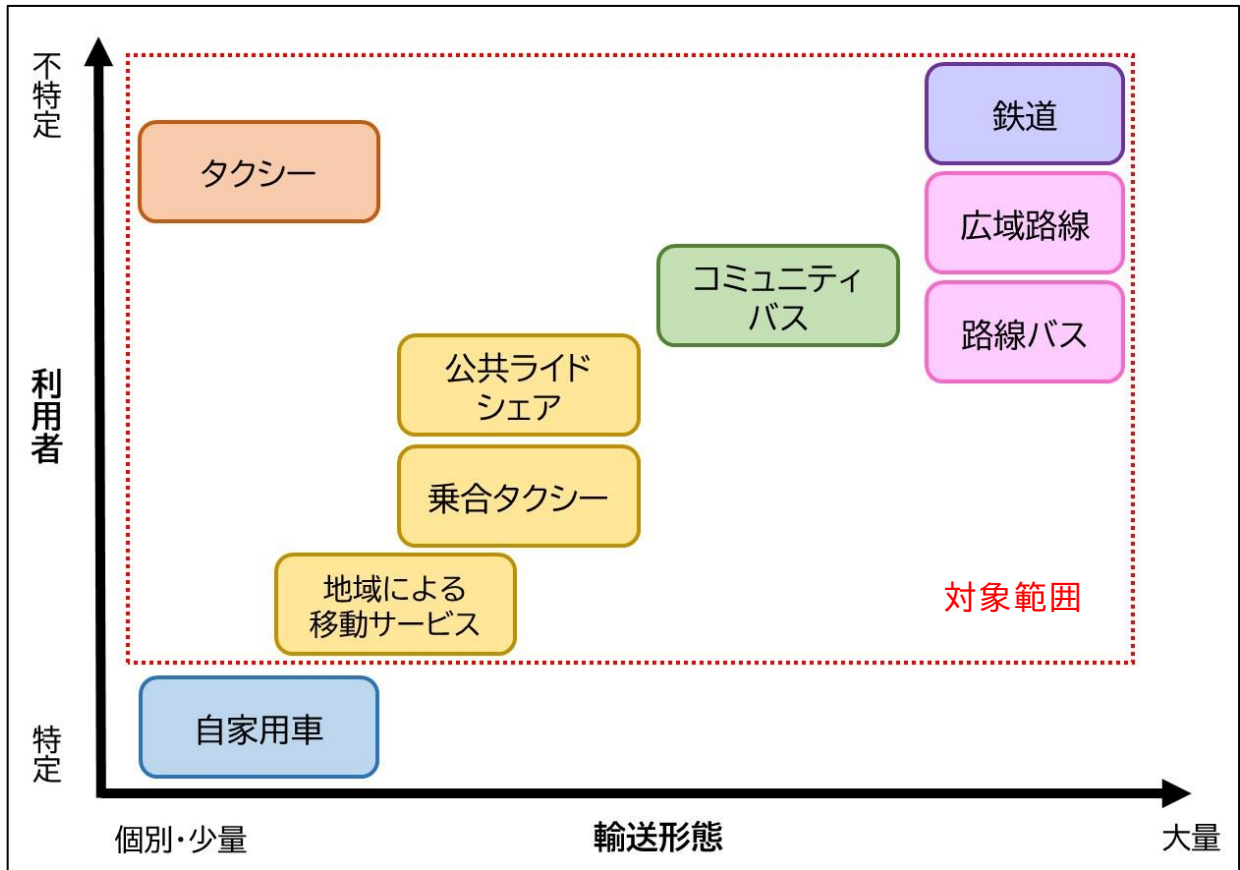 不特定
鉄道
タクシー
広域路線
コミュニティ
バス
路線バス
公共ライド
シェア
利用者
乗合タクシー
地域による
移動サービス
対象範囲
自家用車
特定
個別・少量
輸送形態
大量